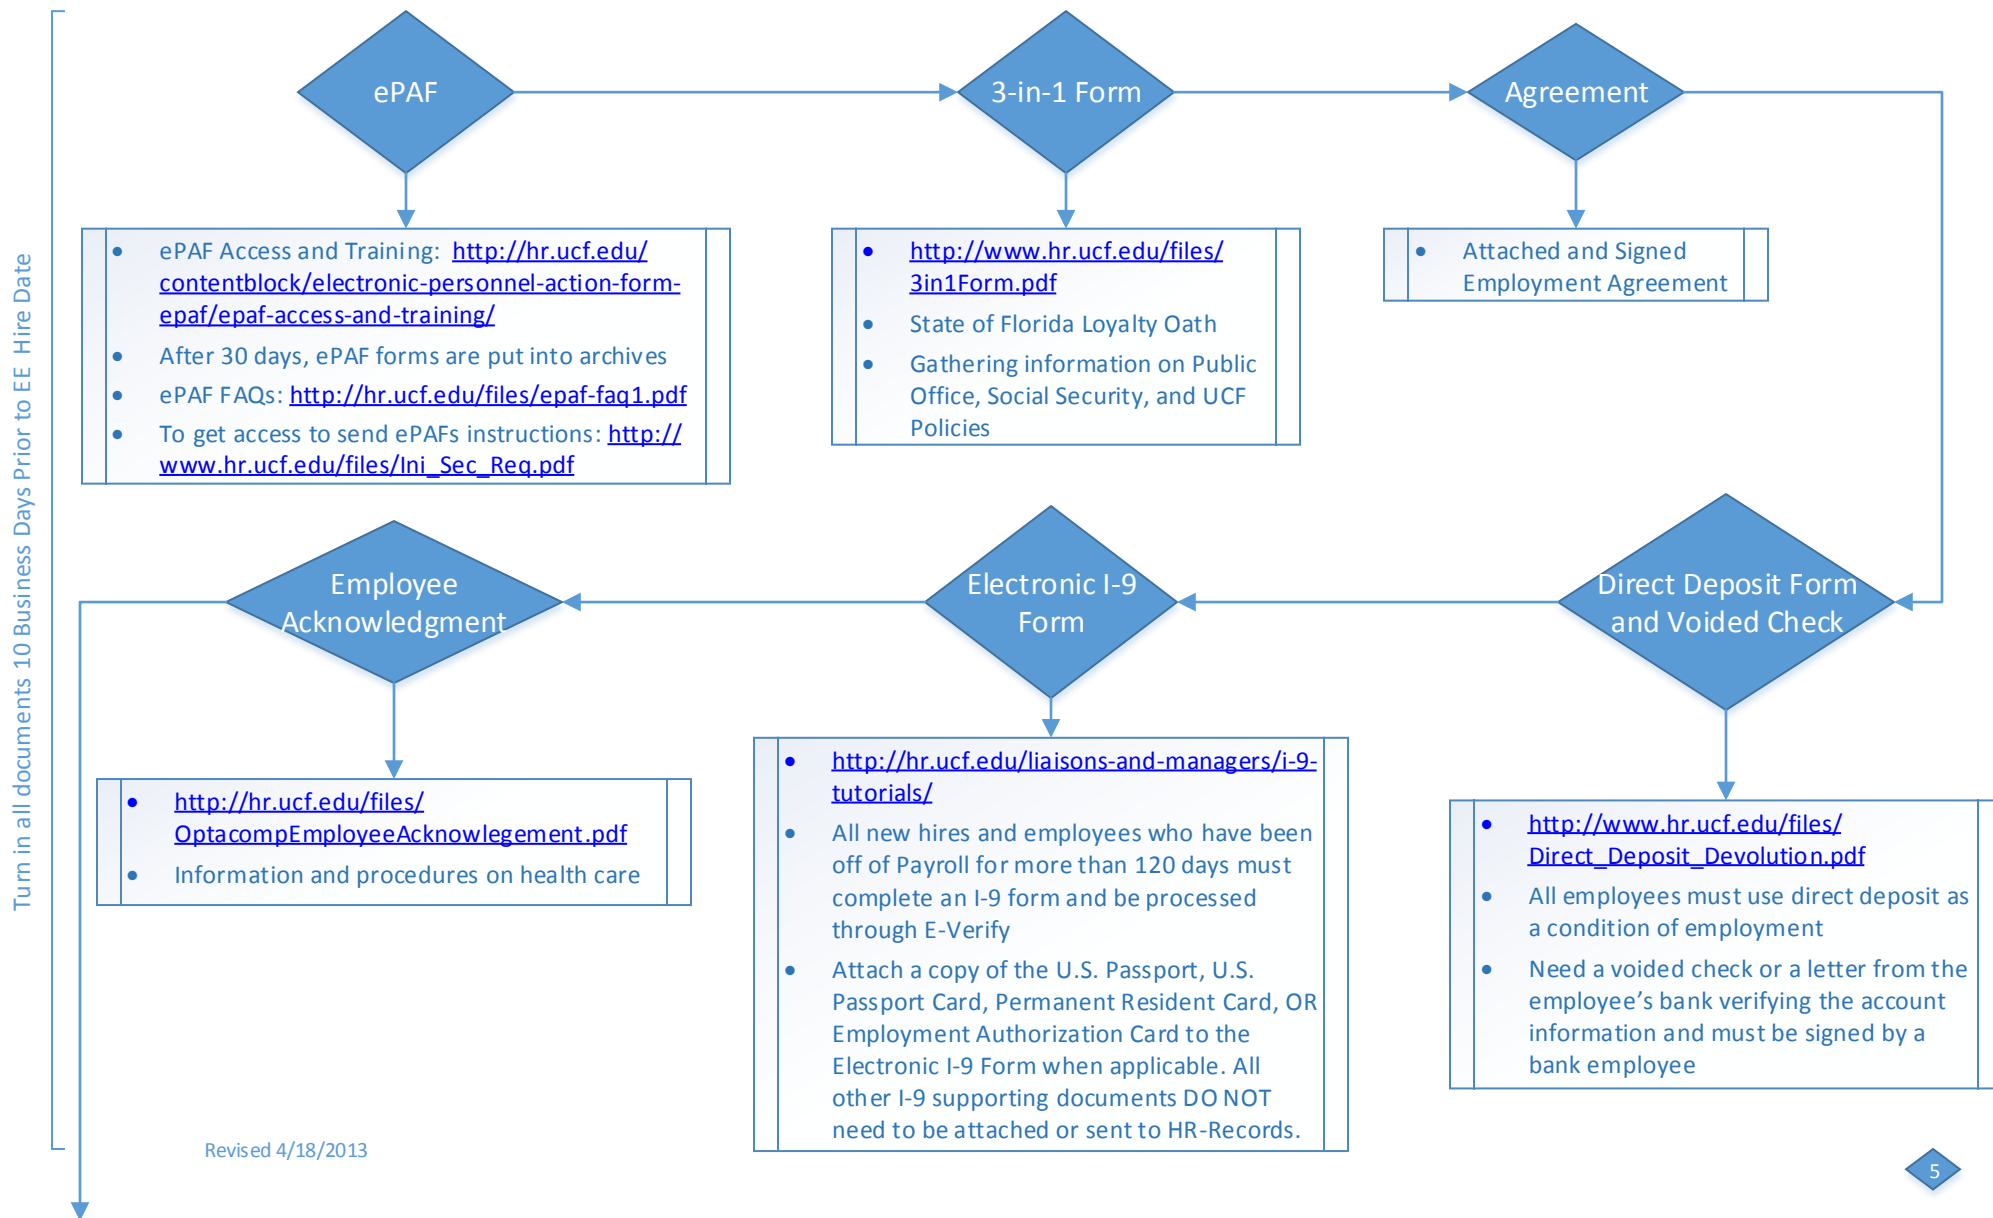 Turn in all documents 10 Business Days Prior to EE Hire Date
ePAF
3-in-1 Form
Agreement
• ePAF Access and Training: http://hr.ucf.edu/
contentblock/electronic-personnel-action-form-
epaf/epaf-access-and-training/
• After 30 days, ePAF forms are put into archives
• ePAF FAQs: http://hr.ucf.edu/files/epaf-faq1.pdf
• To get access to send ePAFs instructions: http://
www.hr.ucf.edu/files/Ini_Sec_Req.pdf
• http://www.hr.ucf.edu/files/
3in1Form.pdf
• State of Florida Loyalty Oath
• Gathering information on Public
Office, Social Security, and UCF
Policies
• Attached and Signed
Employment Agreement
Direct Deposit Form
and Voided Check
Electronic I-9
Form
Employee
Acknowledgment
• http://www.hr.ucf.edu/files/
Direct_Deposit_Devolution.pdf
• All employees must use direct deposit as
a condition of employment
• Need a voided check or a letter from the
employee’s bank verifying the account
information and must be signed by a
bank employee
• http://hr.ucf.edu/liaisons-and-managers/i-9-
tutorials/
• All new hires and employees who have been
off of Payroll for more than 120 days must
complete an I-9 form and be processed
through E-Verify
• Attach a copy of the U.S. Passport, U.S.
Passport Card, Permanent Resident Card, OR
Employment Authorization Card to the
Electronic I-9 Form when applicable. All
other I-9 supporting documents DO NOT
need to be attached or sent to HR-Records.
• http://hr.ucf.edu/files/
OptacompEmployeeAcknowlegement.pdf
• Information and procedures on health care
Revised 4/18/2013
5